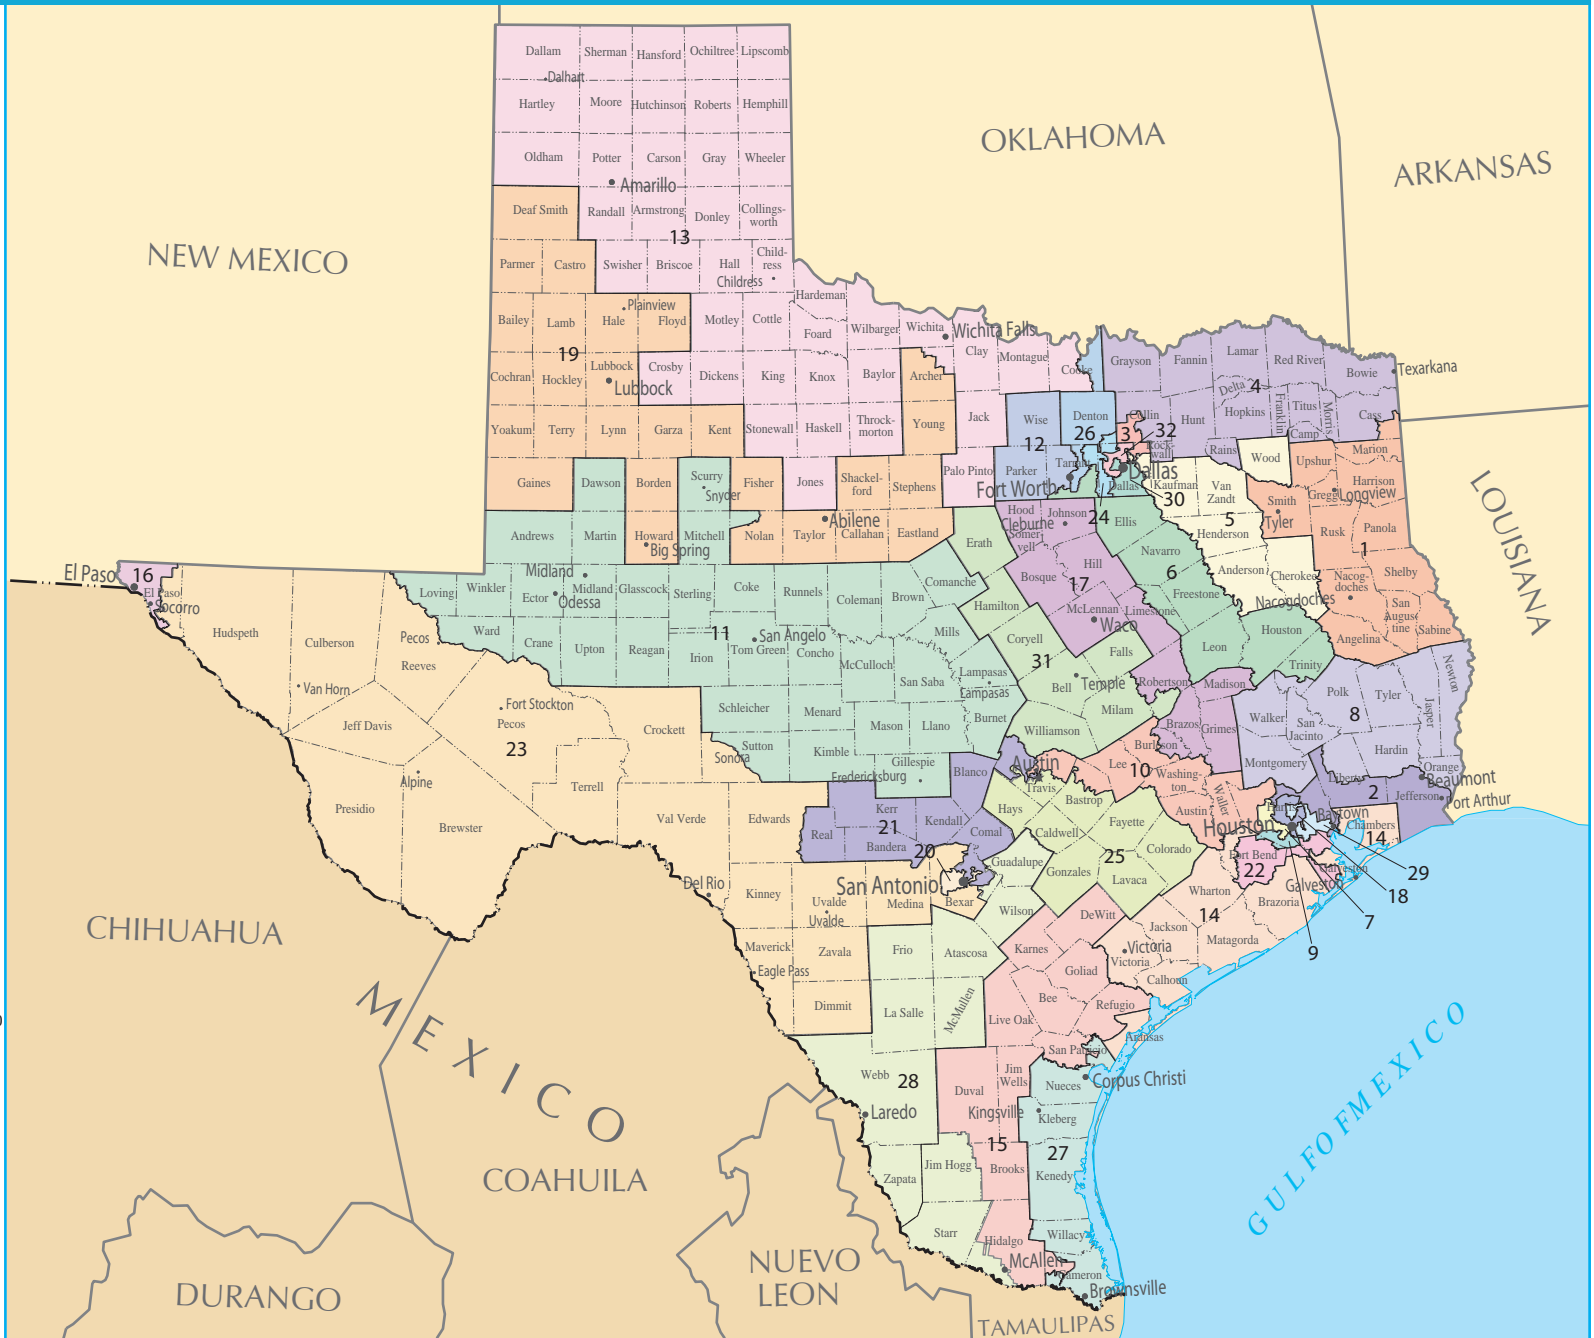 Dallam Sherman Hansford Ochiltree Lipscomb
Dalhart
Hartley Moore Hutchinson Roberts Hemphill
OKLAHOMA
ARKANSAS
Oldham Potter Carson Gray Wheeler
Amarillo
Deaf Smith Randall Armstrong Donley Collings-
worth
13
NEW MEXICO
Parmer Castro Swisher Briscoe Hall Child-
ress
Childress
Hardeman
Plainview
Bailey Lamb Hale Floyd Motley Cottle Foard Wilbarger Wichita
Wichita Falls
19
Clay Montague Cooke Grayson Fannin Lamar Red River Bowie
Texarkana
Cochran Hockley Lubbock Crosby Dickens King Knox Baylor Archer
Lubbock
Delta 4
Hopkins Franklin Titus Morris Cass Camp
Yoakum Terry Lynn Garza Kent Stonewall Haskell Throck-
morton
Young Jack Wise Denton Collin Hunt
12 26 3 32
Rock-
wall
Rains Wood Upshur Marion
Palo Pinto Parker Tarrant
Fort Worth
Dallas
Dallas
Kaufman
30
Van
Zandt
5
Smith
Tyler
Gregg
Longview
Harrison
Gaines Dawson Borden Scurry
Snyder
Fisher Jones Shackel-
ford
Stephens
Andrews Martin Howard
Big Spring
Mitchell Nolan Taylor
Abilene
Callahan Eastland
Erath
Hood
Cleburne
Somer-
vell
Johnson
24
Ellis
Henderson Rusk Panola
1
Navarro
6
Anderson Cherokee
Nacog-
doches
Nacogdoches
Shelby
LOUISIANA
El Paso 16
El Paso
Socorro
Hudspeth Culberson
Pecos
Reeves
Loving Winkler Ector
Midland
Odessa
Midland Glasscock Sterling Coke Runnels Coleman Brown Comanche
Bosque Hill
17
Freestone
San
Augus-
tine
Sabine
Angelina
Hamilton McLennan
Waco
Limestone
Ward Crane Upton Reagan Irion
11
San Angelo
Tom Green Concho McCulloch San Saba Mills
Lampasas
Lampasas
Coryell
31
Bell
Temple
Falls Leon Houston Trinity
Robertson Madison
Polk Tyler Jasper Newton
Van Horn
Jeff Davis
Fort Stockton
Pecos
23
Crockett
Schleicher Menard Mason Llano Burnet
Milam Brazos Grimes Walker San
Jacinto
8
Hardin
Williamson
Sutton
Sonora
Kimble
Gillespie
Fredericksburg
Blanco
Austin
Travis
Burleson
Lee
10
Washing-
ton
Montgomery
Liberty
Orange
Beaumont
2
Jefferson
Port Arthur
Alpine
Presidio Brewster Terrell Val Verde Edwards
Real Kerr
21
Bandera
Kendall Comal Hays
Bastrop
Caldwell Fayette Austin Waller
Harris
Houston
Baytown
Chambers
14
Colorado
20
Guadalupe Gonzales
25
Lavaca
Fort Bend
22
Galveston
Galveston
29
18
7
9
Wharton Brazoria
San Antonio
Bexar
Wilson
Del Rio
Kinney Uvalde
Uvalde
Medina
CHIHUAHUA
DeWitt
14
Jackson Matagorda
Maverick Zavala Frio Atascosa Karnes
Victoria
Victoria
Goliad Calhoun
Eagle Pass
Dimmit La Salle McMullen Live Oak Bee Refugio
Aransas
San Patricio
MEXICO
Webb 28
Laredo
Duval Jim
Wells
Nueces
Corpus Christi
Kingsville
Kleberg
15 27
GULF OF MEXICO
COAHUILA
Zapata Jim Hogg Brooks Kenedy
Starr Hidalgo
McAllen
Willacy
Cameron
Brownsville
NUEVO
LEON
DURANGO
TAMAULIPAS